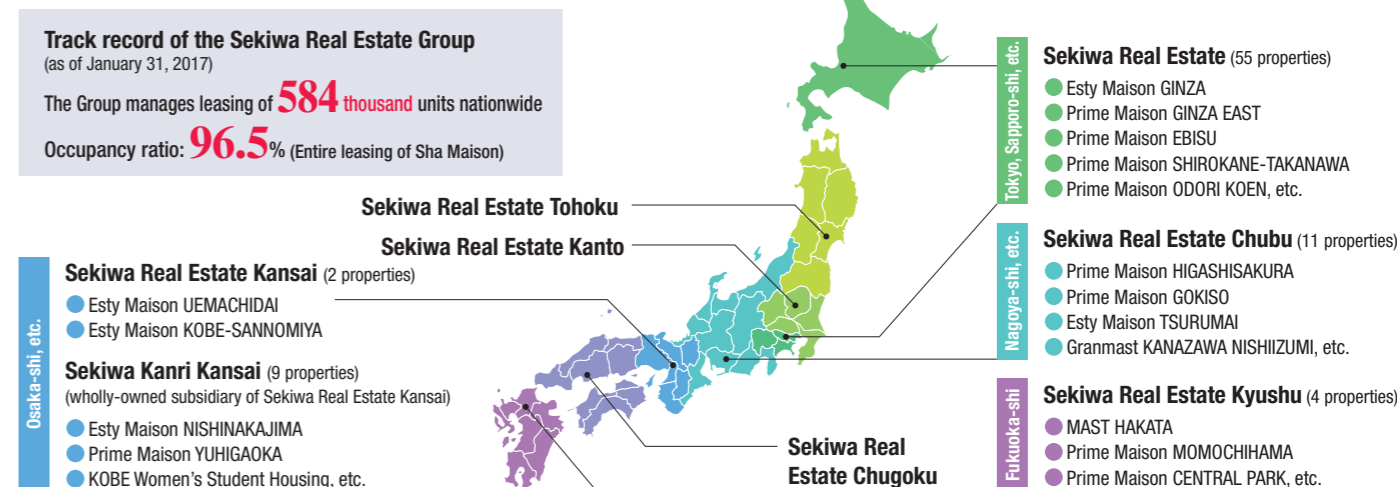 Track record of the Sekiwa Real Estate Group
(as of January 31, 2017)
The Group manages leasing of 584 thousand units nationwide
Occupancy ratio: 96.5% (Entire leasing of Sha Maison)
Sekiwa Real Estate Tohoku
Sekiwa Real Estate Kanto
Osaka-shi, etc.
Sekiwa Real Estate Kansai (2 properties)
Esty Maison UEMACHIDAI
Esty Maison KOBE-SANNOMIYA
Sekiwa Kanri Kansai (9 properties)
(wholly-owned subsidiary of Sekiwa Real Estate Kansai)
Esty Maison NISHINAKAJIMA
Prime Maison YUHIGAOKA
KOBE Women's Student Housing, etc.
Sekiwa Real
Estate Chugoku
Tokyo, Sapporo-shi, etc.
Sekiwa Real Estate (55 properties)
Esty Maison GINZA
Prime Maison GINZA EAST
Prime Maison EBISU
Prime Maison SHIROKANE-TAKANAWA
Prime Maison ODORI KOEN, etc.
Nagoya-shi, etc.
Sekiwa Real Estate Chubu (11 properties)
Prime Maison HIGASHISAKURA
Prime Maison GOKISO
Esty Maison TSURUMAI
Granmast KANAZAWA NISHIIZUMI, etc.
Fukuoka-shi
Sekiwa Real Estate Kyushu (4 properties)
MAST HAKATA
Prime Maison MOMOCHIHAMA
Prime Maison CENTRAL PARK, etc.